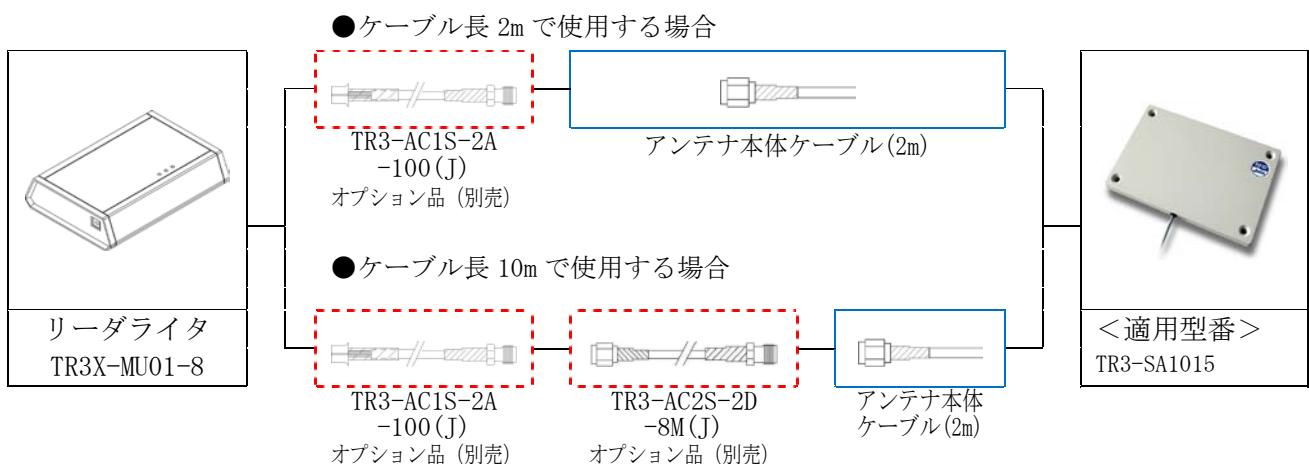 ●ケーブル長 2m で使用する場合
TR3-AC1S-2A
-100(J)
オプション品 (別売)
アンテナ本体ケーブル(2m)
リーダライタ
TR3X-MU01-8
●ケーブル長 10m で使用する場合
TR3-AC1S-2A
-100(J)
オプション品 (別売)
TR3-AC2S-2D
-8M(J)
オプション品 (別売)
アンテナ本体
ケーブル(2m)
＜適用型番＞
TR3-SA1015